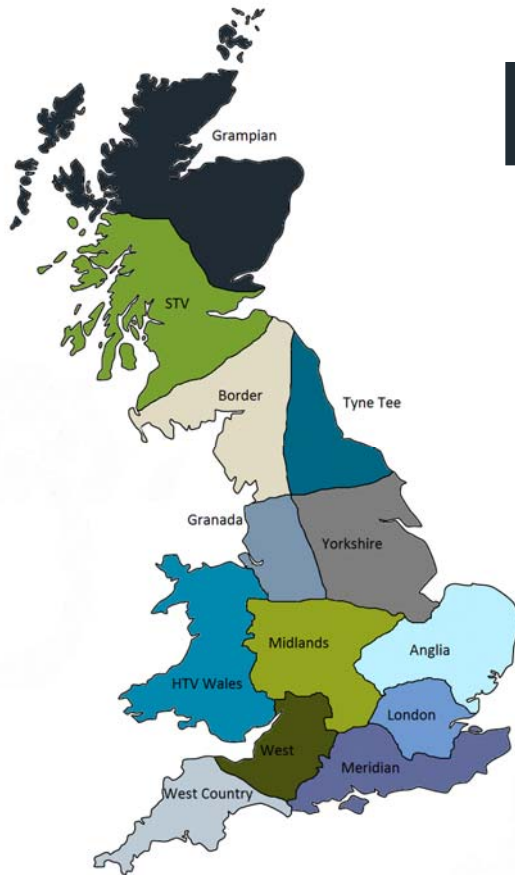 Grampian
STV
Border
Tyne Tee
Granada
Yorkshire
Midlands
Anglia
HTV Wales
London
West
Meridian
West Country